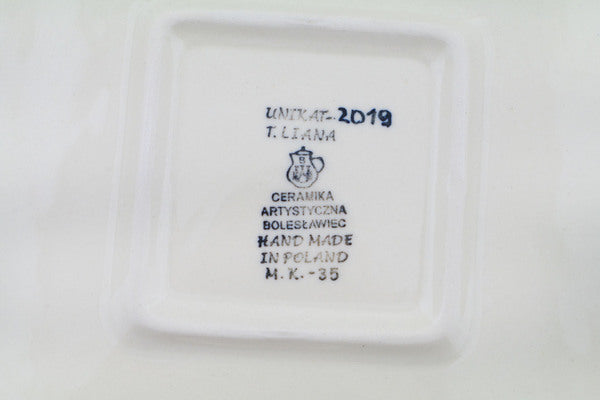 UNIKAT-2019
T. LIANA
CERAMIKA
ARTYSTYCZNA
BOLESŁAWIEC
HAND MADE
IN POLAND
M. K. -35